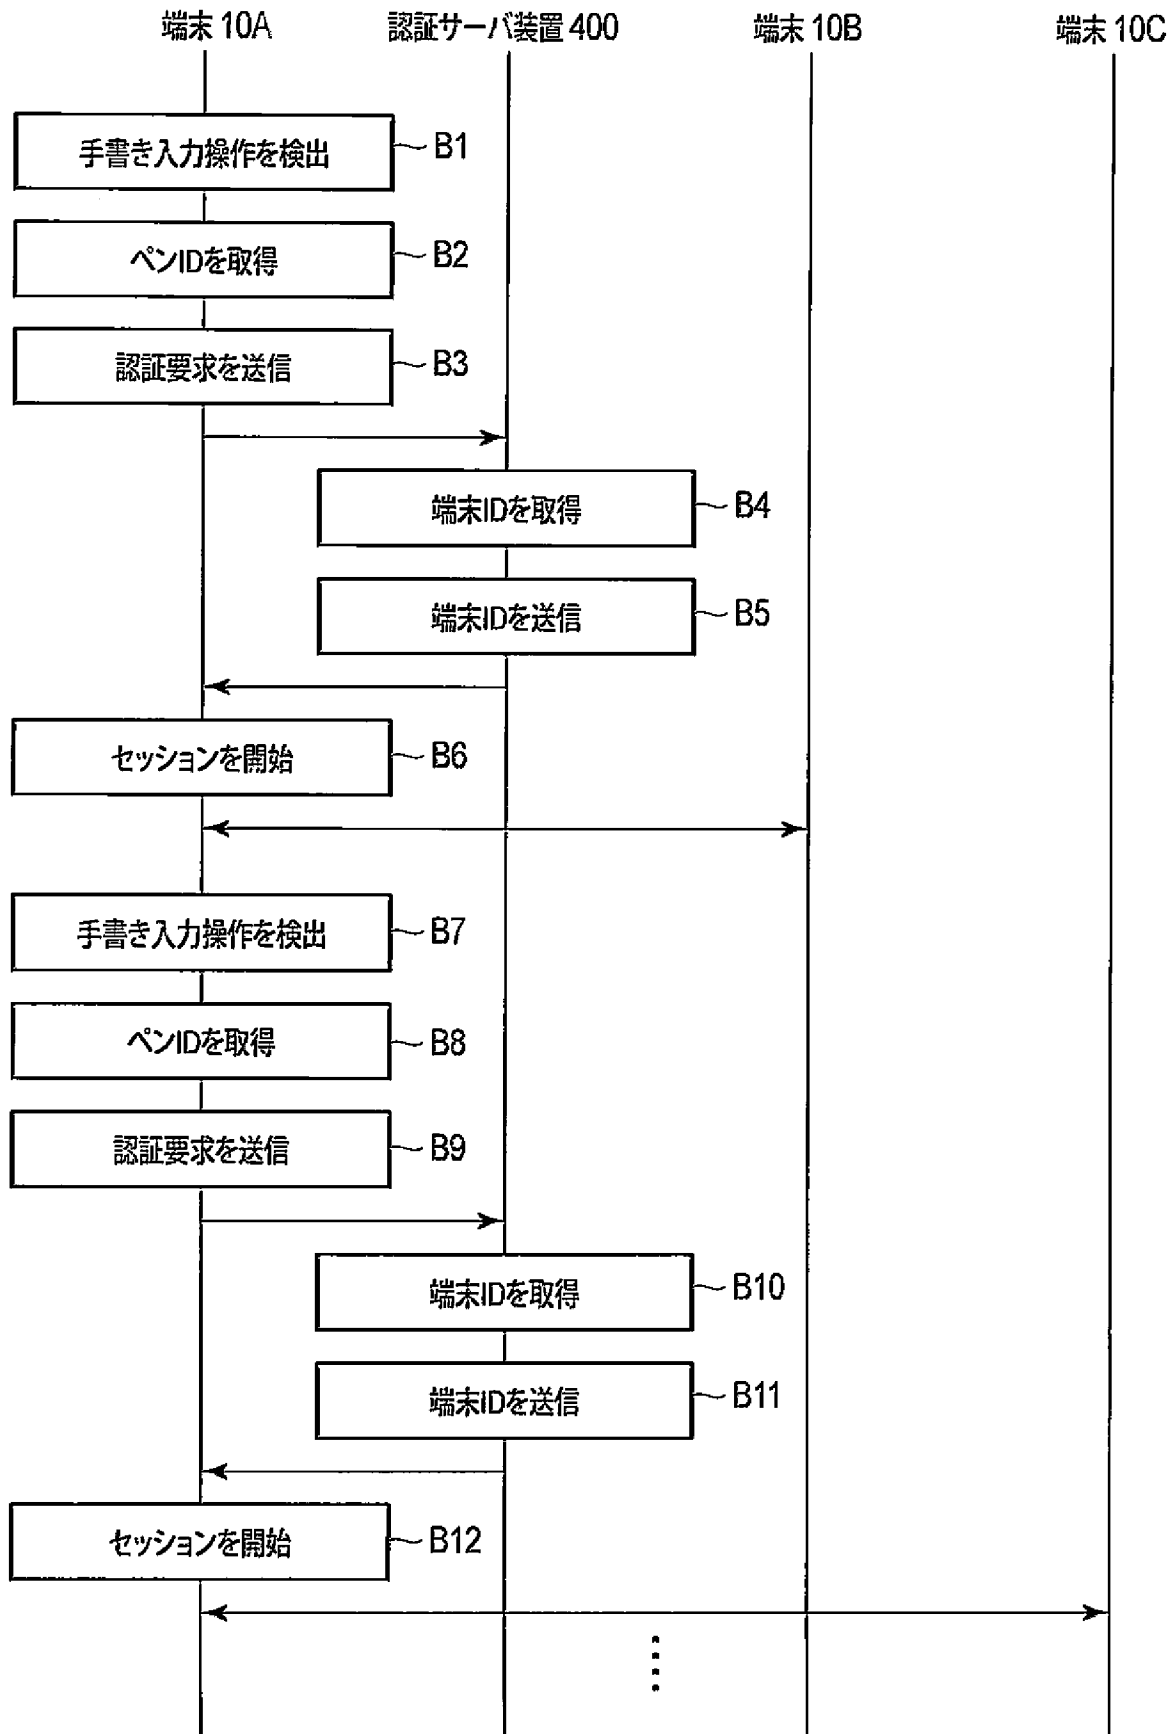 端末 10A
認証サーバ装置 400
端末 10B
端末 10C
手書き入力操作を検出
B1
ペンIDを取得
B2
認証要求を送信
B3
端末IDを取得
B4
端末IDを送信
B5
セッションを開始
B6
手書き入力操作を検出
B7
ペンIDを取得
B8
認証要求を送信
B9
端末IDを取得
B10
端末IDを送信
B11
セッションを開始
B12